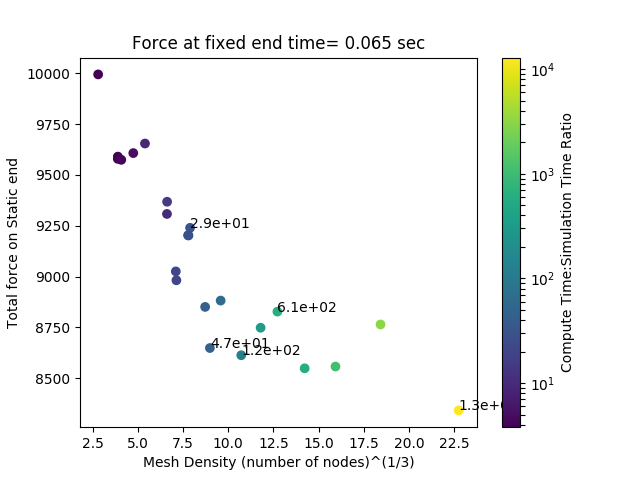 Force at fixed end time= 0.065 sec
10000
9750
9500
9250
9000
8750
8500
Total force on Static end
2.9e+01
6.1e+02
4.7e+01
1.2e+02
2.5
5.0
7.5
10.0
12.5
15.0
17.5
20.0
22.5
Mesh Density (number of nodes)^(1/3)
10^4
10^3
10^2
10^1
Compute Time:Simulation Time Ratio